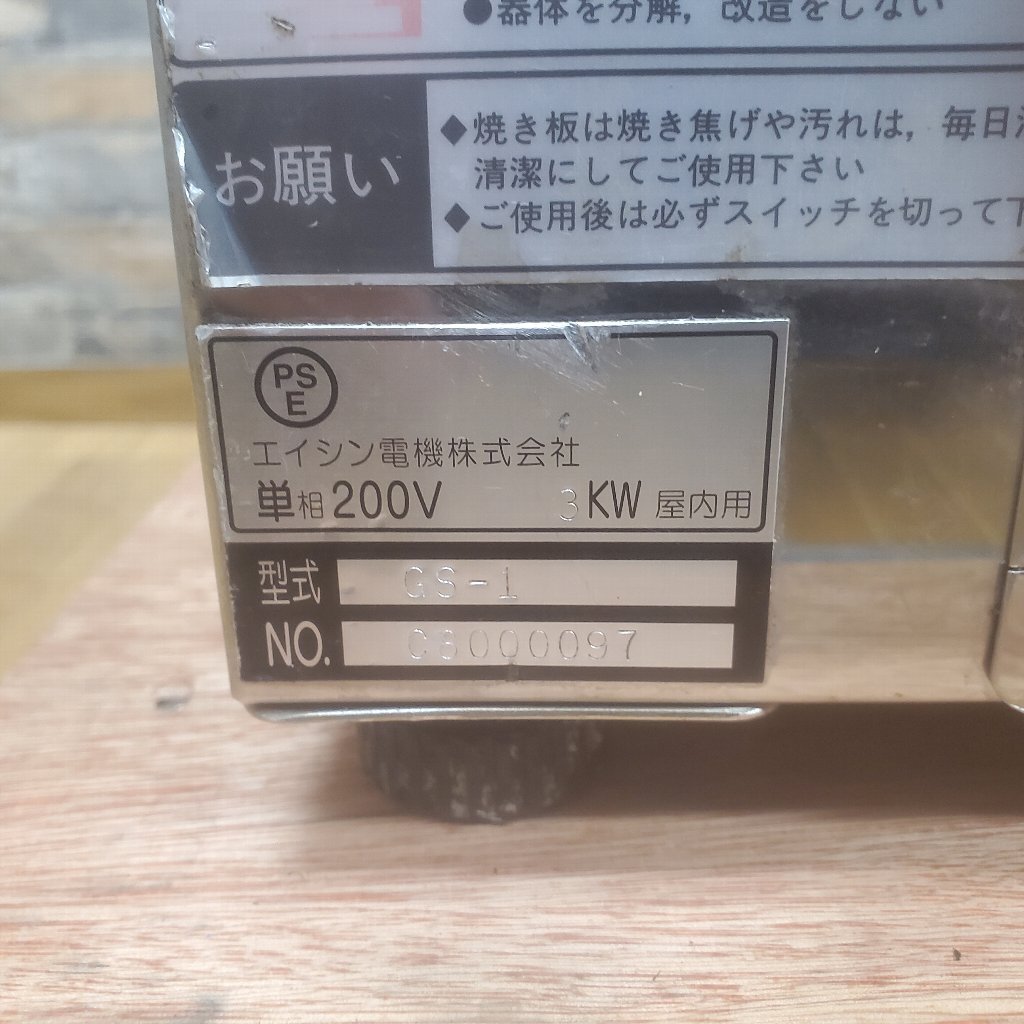 ●器体を分解，改造をしない
お願い
◆焼き板は焼き焦げや汚れは，毎日
清潔にしてご使用下さい
◆ご使用後は必ずスイッチを切って下
PS
E
エイシン電機株式会社
単相200V 3KW 屋内用
型式 GS-1
NO. C8000097